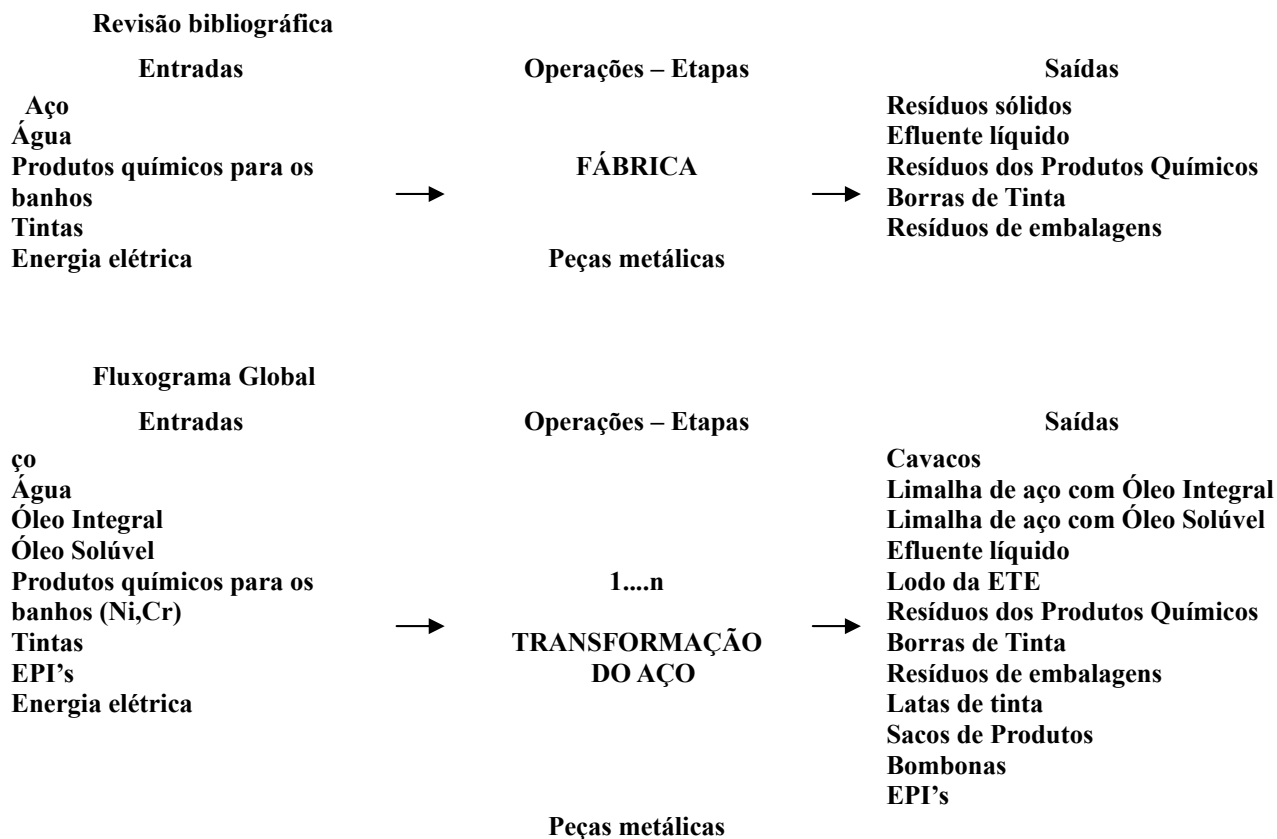 Revisão bibliográfica
Entradas
Operações – Etapas
Saídas
Aço
Água
Produtos químicos para os
banhos
Tintas
Energia elétrica
FÁBRICA
Peças metálicas
Resíduos sólidos
Efluente líquido
Resíduos dos Produtos Químicos
Borras de Tinta
Resíduos de embalagens
Fluxograma Global
Entradas
Operações – Etapas
Saídas
ço
Água
Óleo Integral
Óleo Solúvel
Produtos químicos para os
banhos (Ni,Cr)
Tintas
EPI’s
Energia elétrica
1....n
TRANSFORMAÇÃO
DO AÇO
Peças metálicas
Cavacos
Limalha de aço com Óleo Integral
Limalha de aço com Óleo Solúvel
Efluente líquido
Lodo da ETE
Resíduos dos Produtos Químicos
Borras de Tinta
Resíduos de embalagens
Latas de tinta
Sacos de Produtos
Bombonas
EPI’s